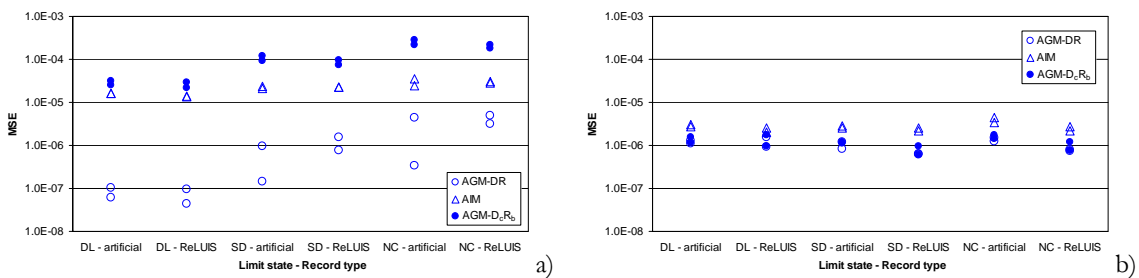 1.0E-03
1.0E-04
1.0E-05
1.0E-06
1.0E-07
1.0E-08
MSE
AGM-DR
AIM
AGM-DcRb
DL - artificial DL - ReLUIS SD - artificial SD - ReLUIS NC - artificial NC - ReLUIS
Limit state - Record type
a)
1.0E-03
1.0E-04
1.0E-05
1.0E-06
1.0E-07
1.0E-08
MSE
AGM-DR
AIM
AGM-DcRb
DL - artificial DL - ReLUIS SD - artificial SD - ReLUIS NC - artificial NC - ReLUIS
Limit state - Record type
b)